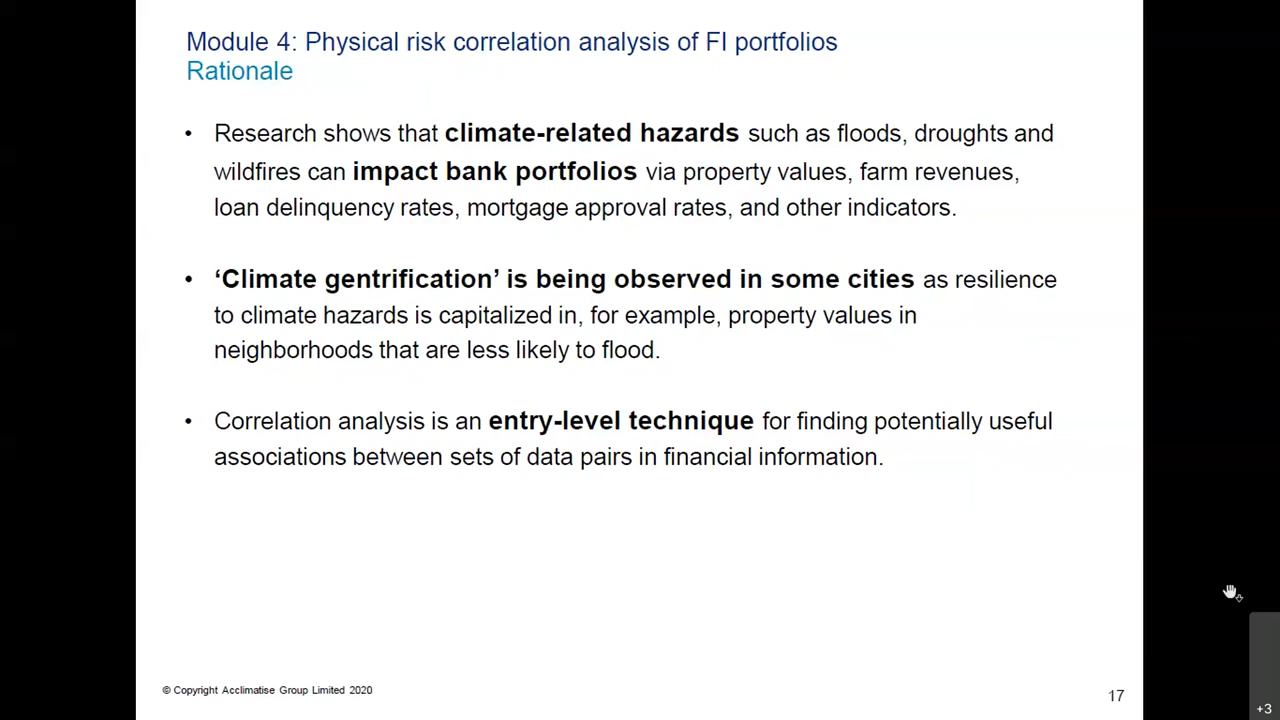 Module 4: Physical risk correlation analysis of FI portfolios
Rationale
• Research shows that climate-related hazards such as floods, droughts and
wildfires can impact bank portfolios via property values, farm revenues,
loan delinquency rates, mortgage approval rates, and other indicators.
• ‘Climate gentrification’ is being observed in some cities as resilience
to climate hazards is capitalized in, for example, property values in
neighborhoods that are less likely to flood.
• Correlation analysis is an entry-level technique for finding potentially useful
associations between sets of data pairs in financial information.
© Copyright Acclimatise Group Limited 2020
17
+3